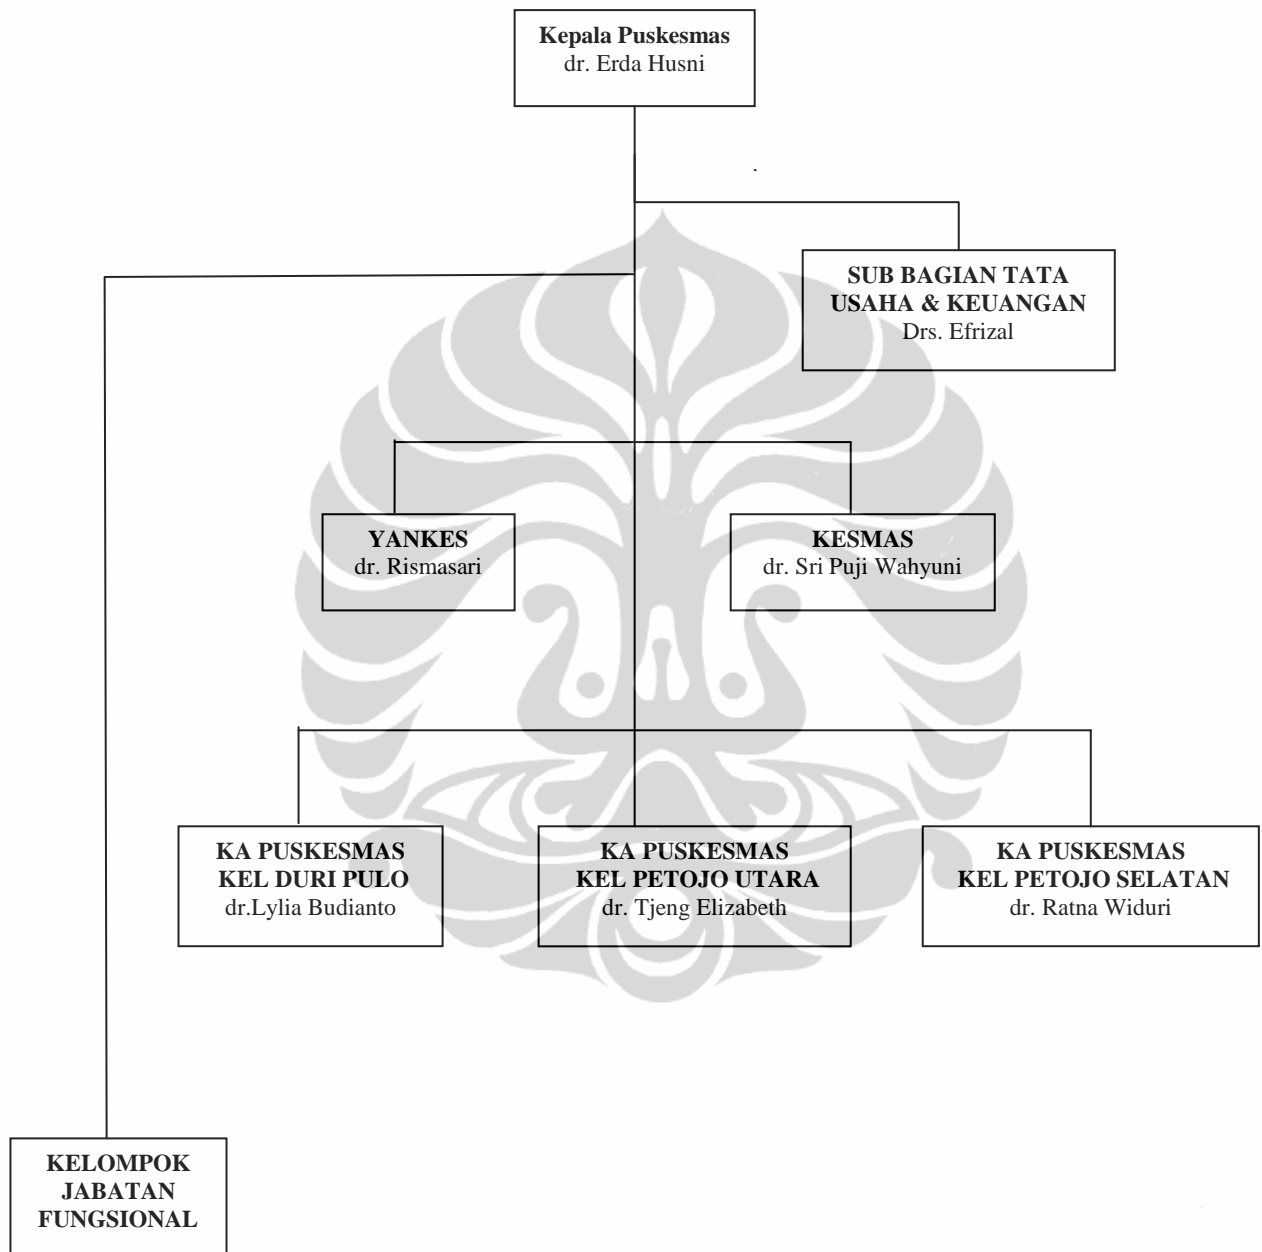 Kepala Puskesmas
dr. Erda Husni
SUB BAGIAN TATA
USAHA & KEUANGAN
Drs. Efrizal
YANKES
dr. Rismasari
KESMAS
dr. Sri Puji Wahyuni
KA PUSKESMAS
KEL DURI PULO
dr.Lylia Budianto
KA PUSKESMAS
KEL PETOJO UTARA
dr. Tjeng Elizabeth
KA PUSKESMAS
KEL PETOJO SELATAN
dr. Ratna Widuri
KELOMPOK
JABATAN
FUNGSIONAL